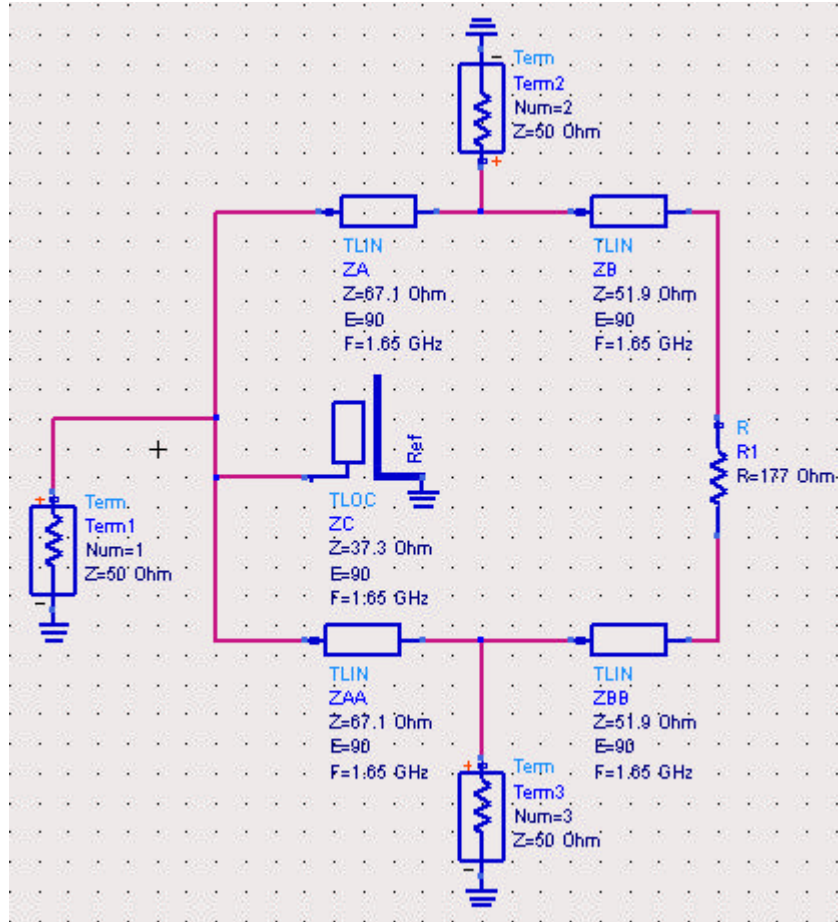 Term
Term2
Num=2
Z=50 Ohm
TLIN
ZA
Z=67.1 Ohm
E=90
F=1.65 GHz
TLIN
ZB
Z=51.9 Ohm
E=90
F=1.65 GHz
Ref
R
R1
R=177 Ohm
Term
Term1
Num=1
Z=50 Ohm
TLOC
ZC
Z=37.3 Ohm
E=90
F=1.65 GHz
TLIN
ZAA
Z=67.1 Ohm
E=90
F=1.65 GHz
TLIN
ZBB
Z=51.9 Ohm
E=90
F=1.65 GHz
Term
Term3
Num=3
Z=50 Ohm